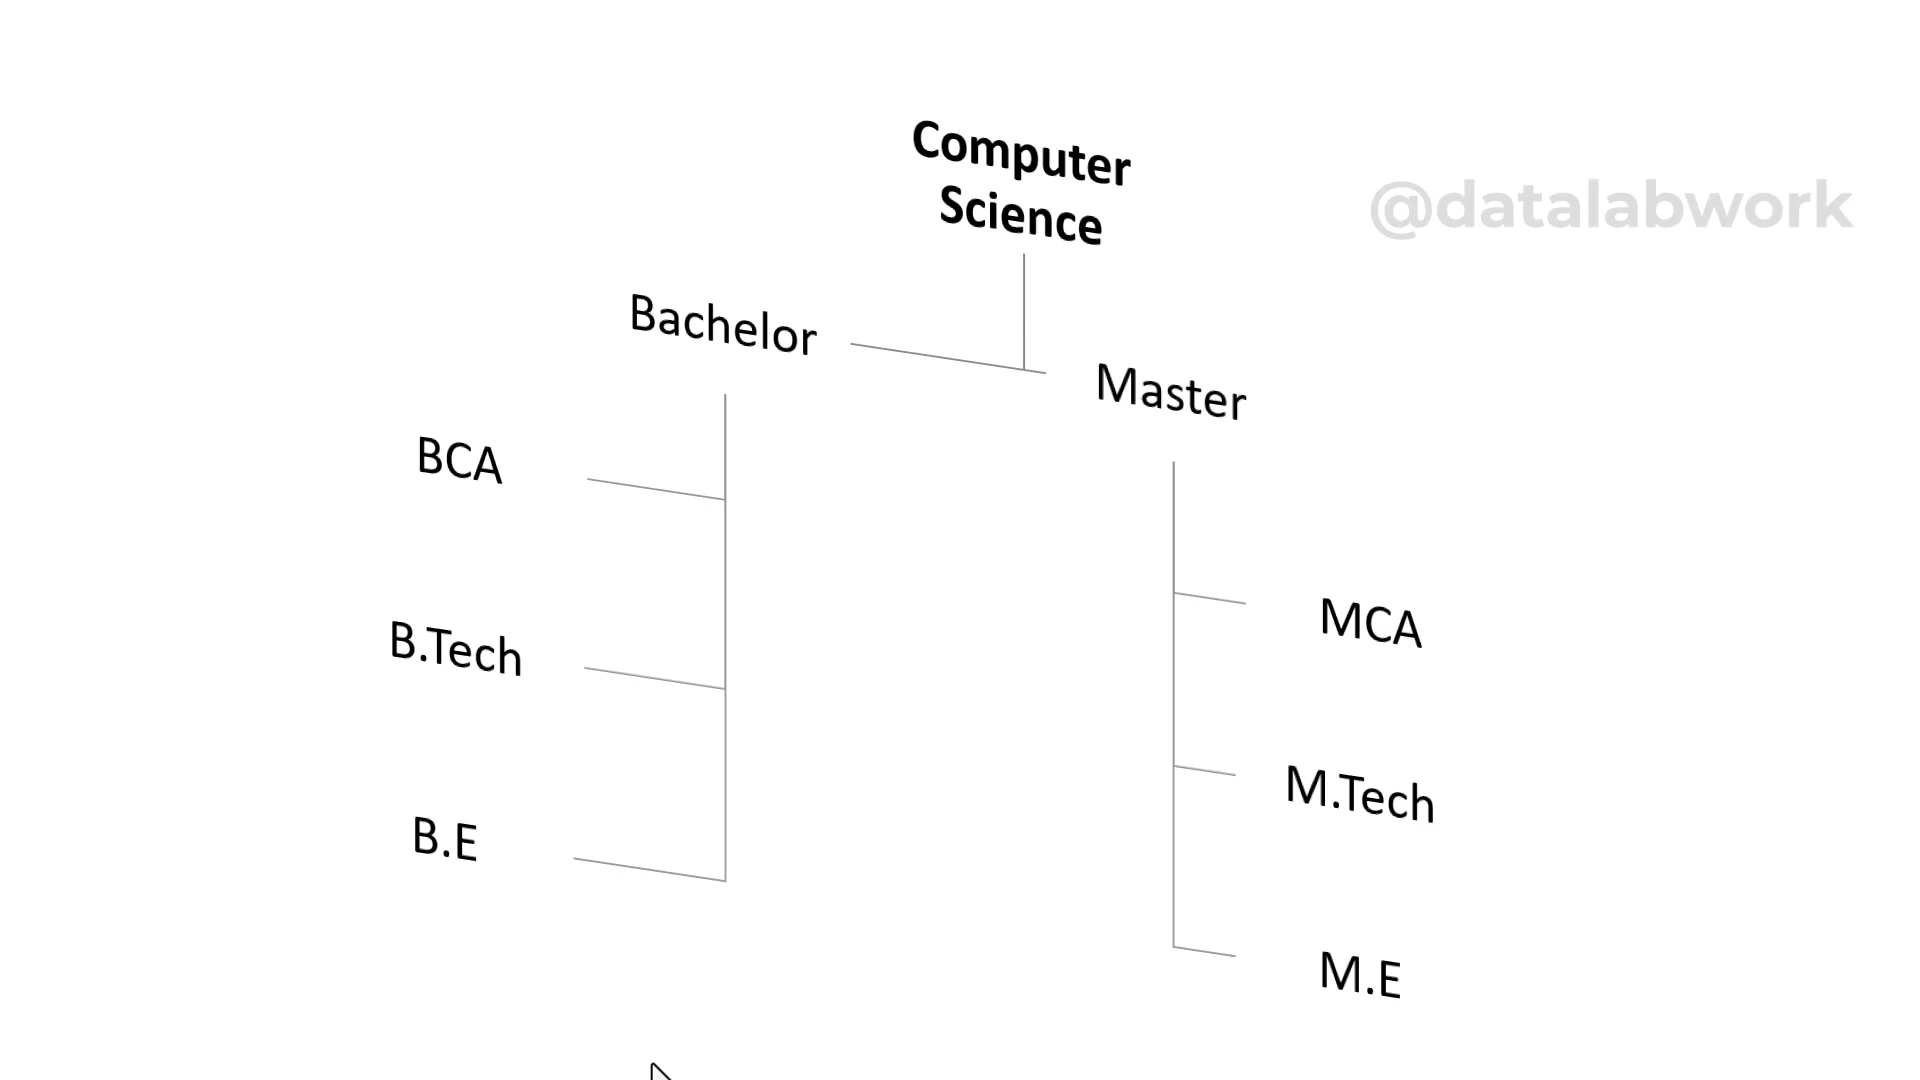 Computer
Science
@datalabwork
Bachelor
Master
BCA
MCA
B.Tech
M.Tech
B.E
M.E